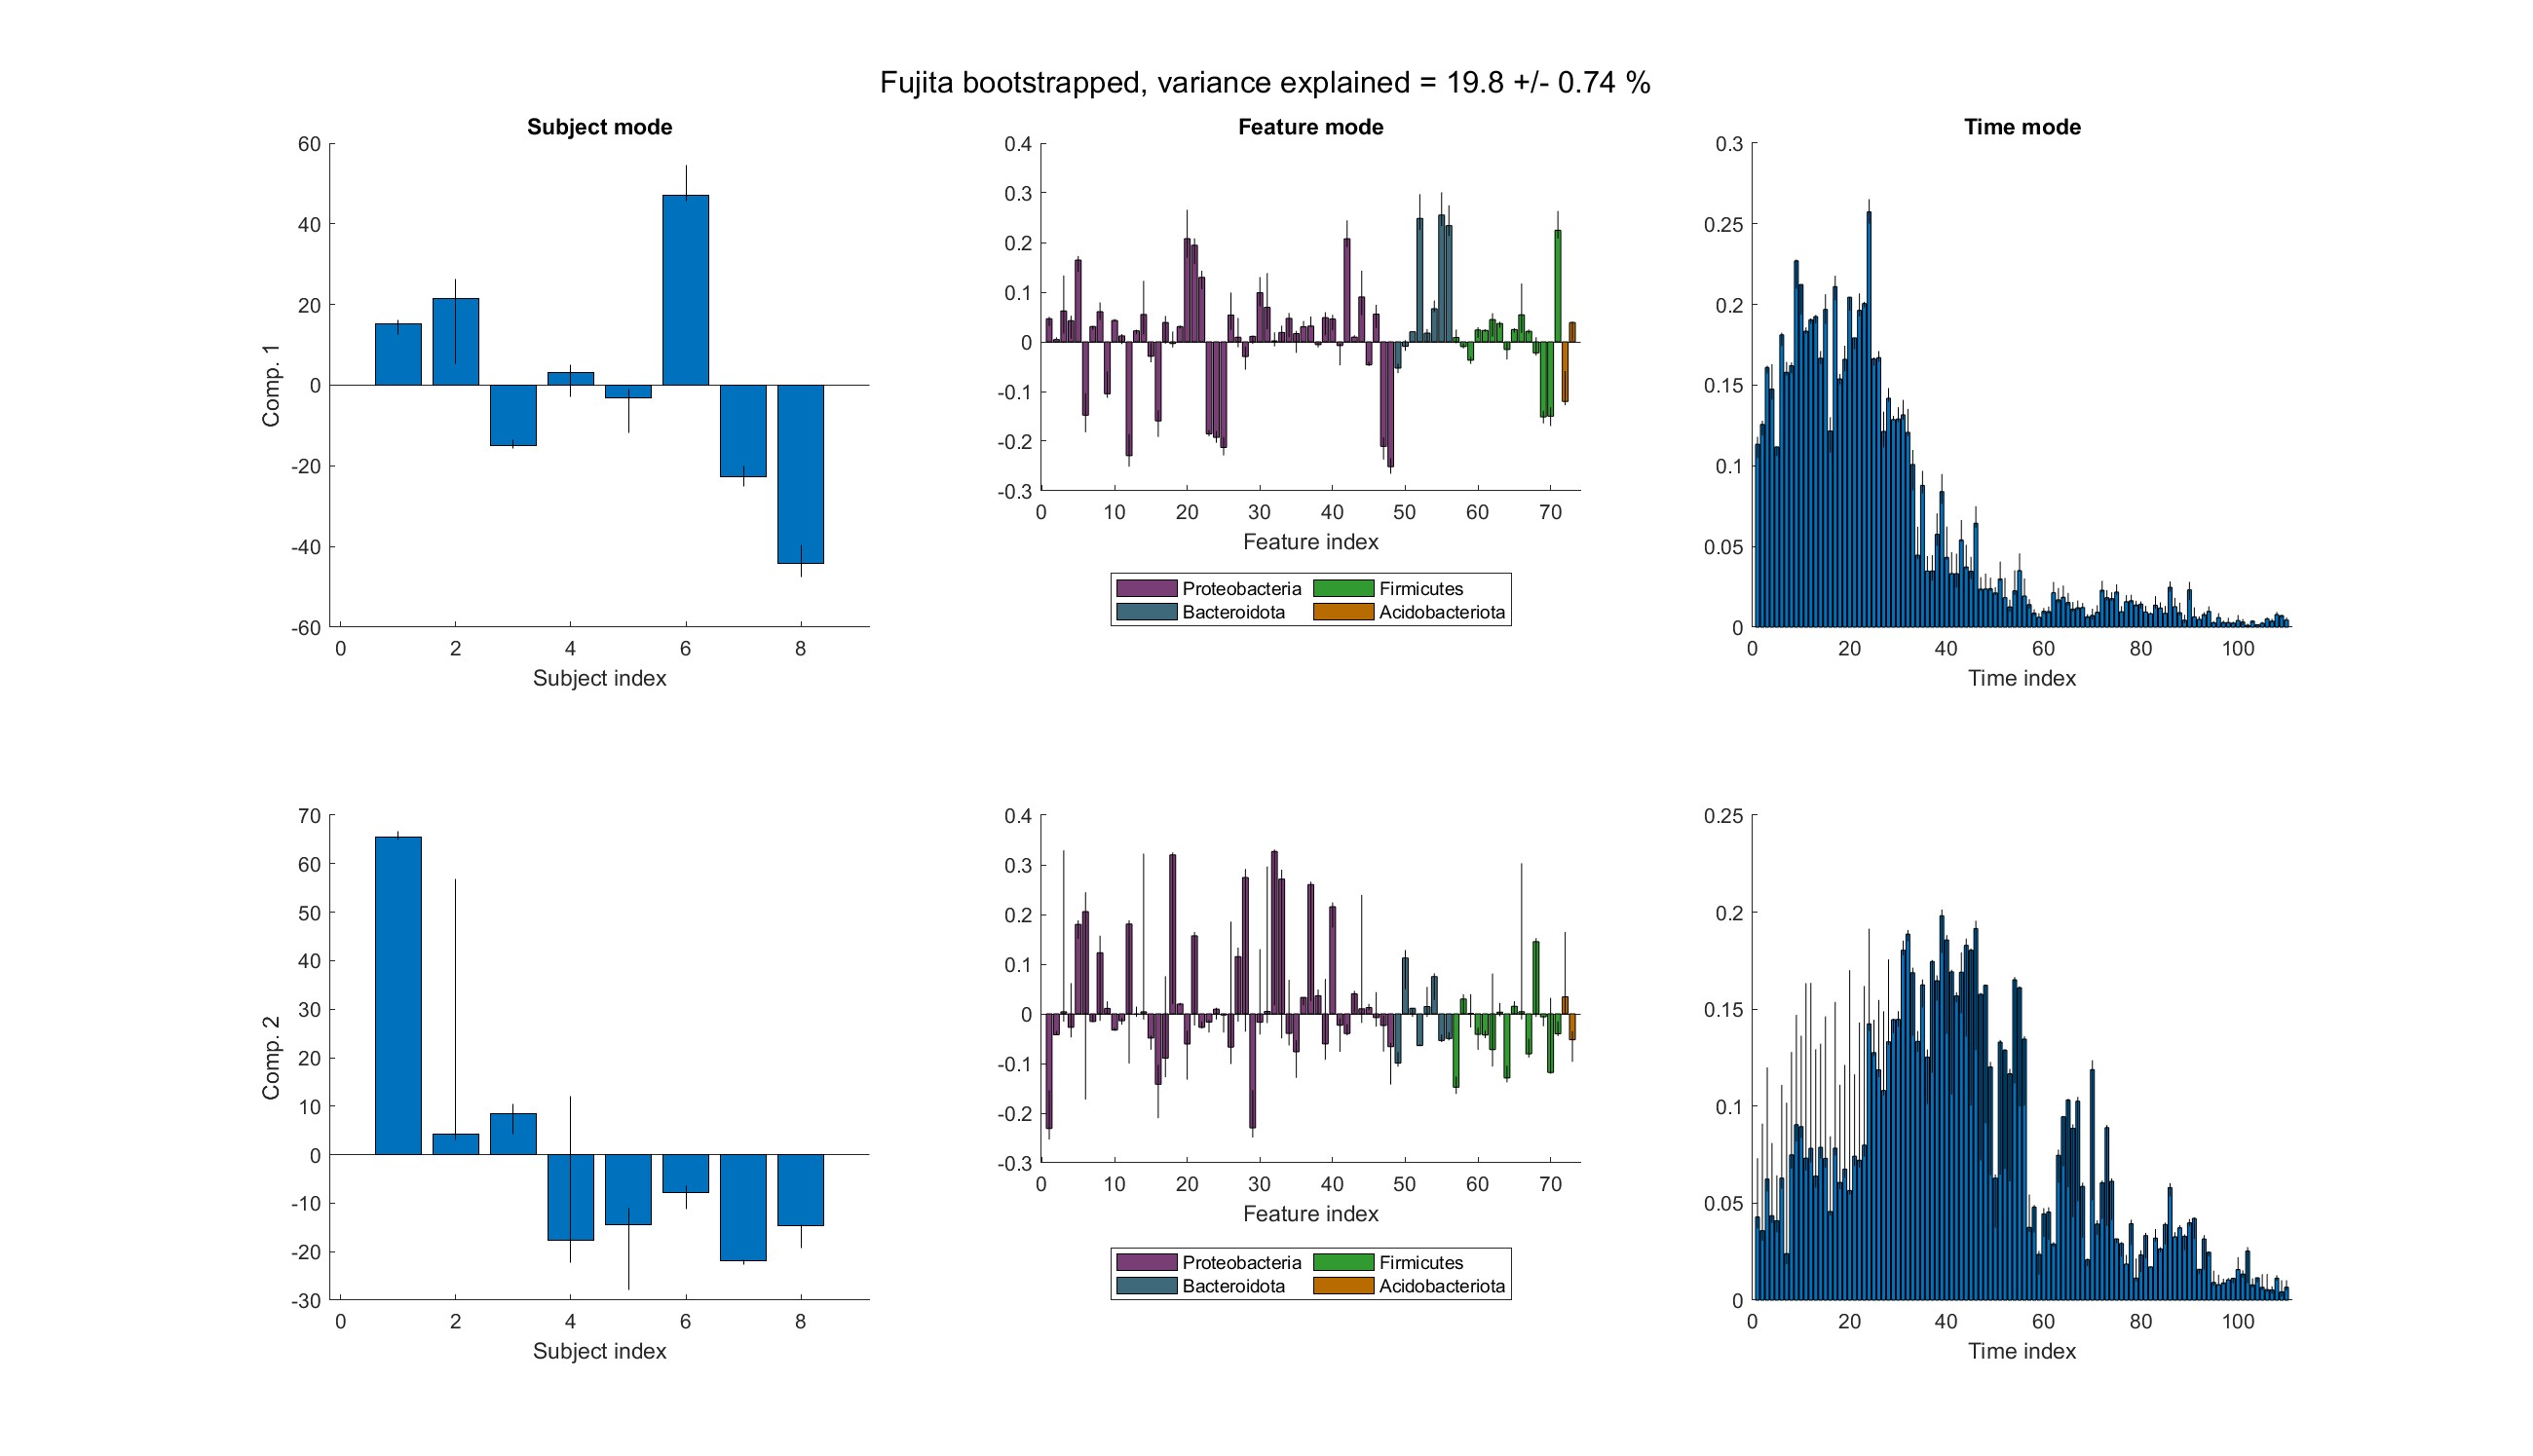 Fujita bootstrapped, variance explained = 19.8 +/- 0.74 %
Subject mode
60
40
20
0
-20
-40
-60
Comp. 1
0 2 4 6 8
Subject index
Feature mode
0.4
0.3
0.2
0.1
0
-0.1
-0.2
-0.3
0 10 20 30 40 50 60 70
Feature index
Proteobacteria Firmicutes
Bacteroidota Acidobacteriota
Time mode
0.3
0.25
0.2
0.15
0.1
0.05
0
0 20 40 60 80 100
Time index
70
60
50
40
30
20
10
0
-10
-20
-30
Comp. 2
0 2 4 6 8
Subject index
0.4
0.3
0.2
0.1
0
-0.1
-0.2
-0.3
0 10 20 30 40 50 60 70
Feature index
Proteobacteria Firmicutes
Bacteroidota Acidobacteriota
0.25
0.2
0.15
0.1
0.05
0
0 20 40 60 80 100
Time index